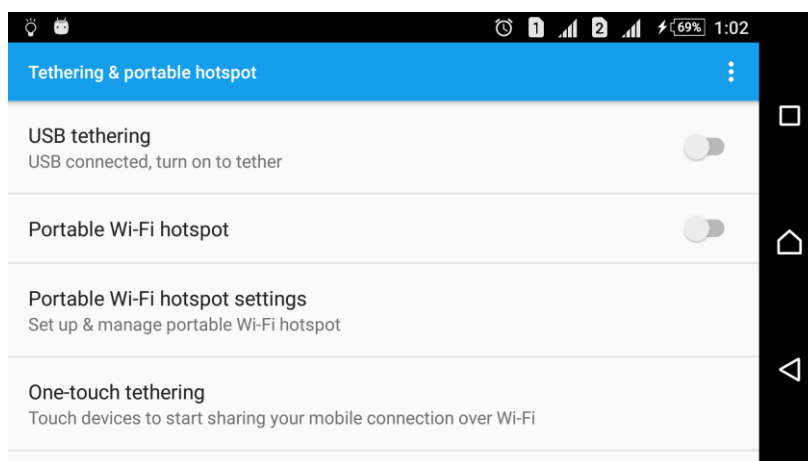 1 2 69% 1:02
Tethering & portable hotspot
USB tethering
USB connected, turn on to tether
Portable Wi-Fi hotspot
Portable Wi-Fi hotspot settings
Set up & manage portable Wi-Fi hotspot
One-touch tethering
Touch devices to start sharing your mobile connection over Wi-Fi